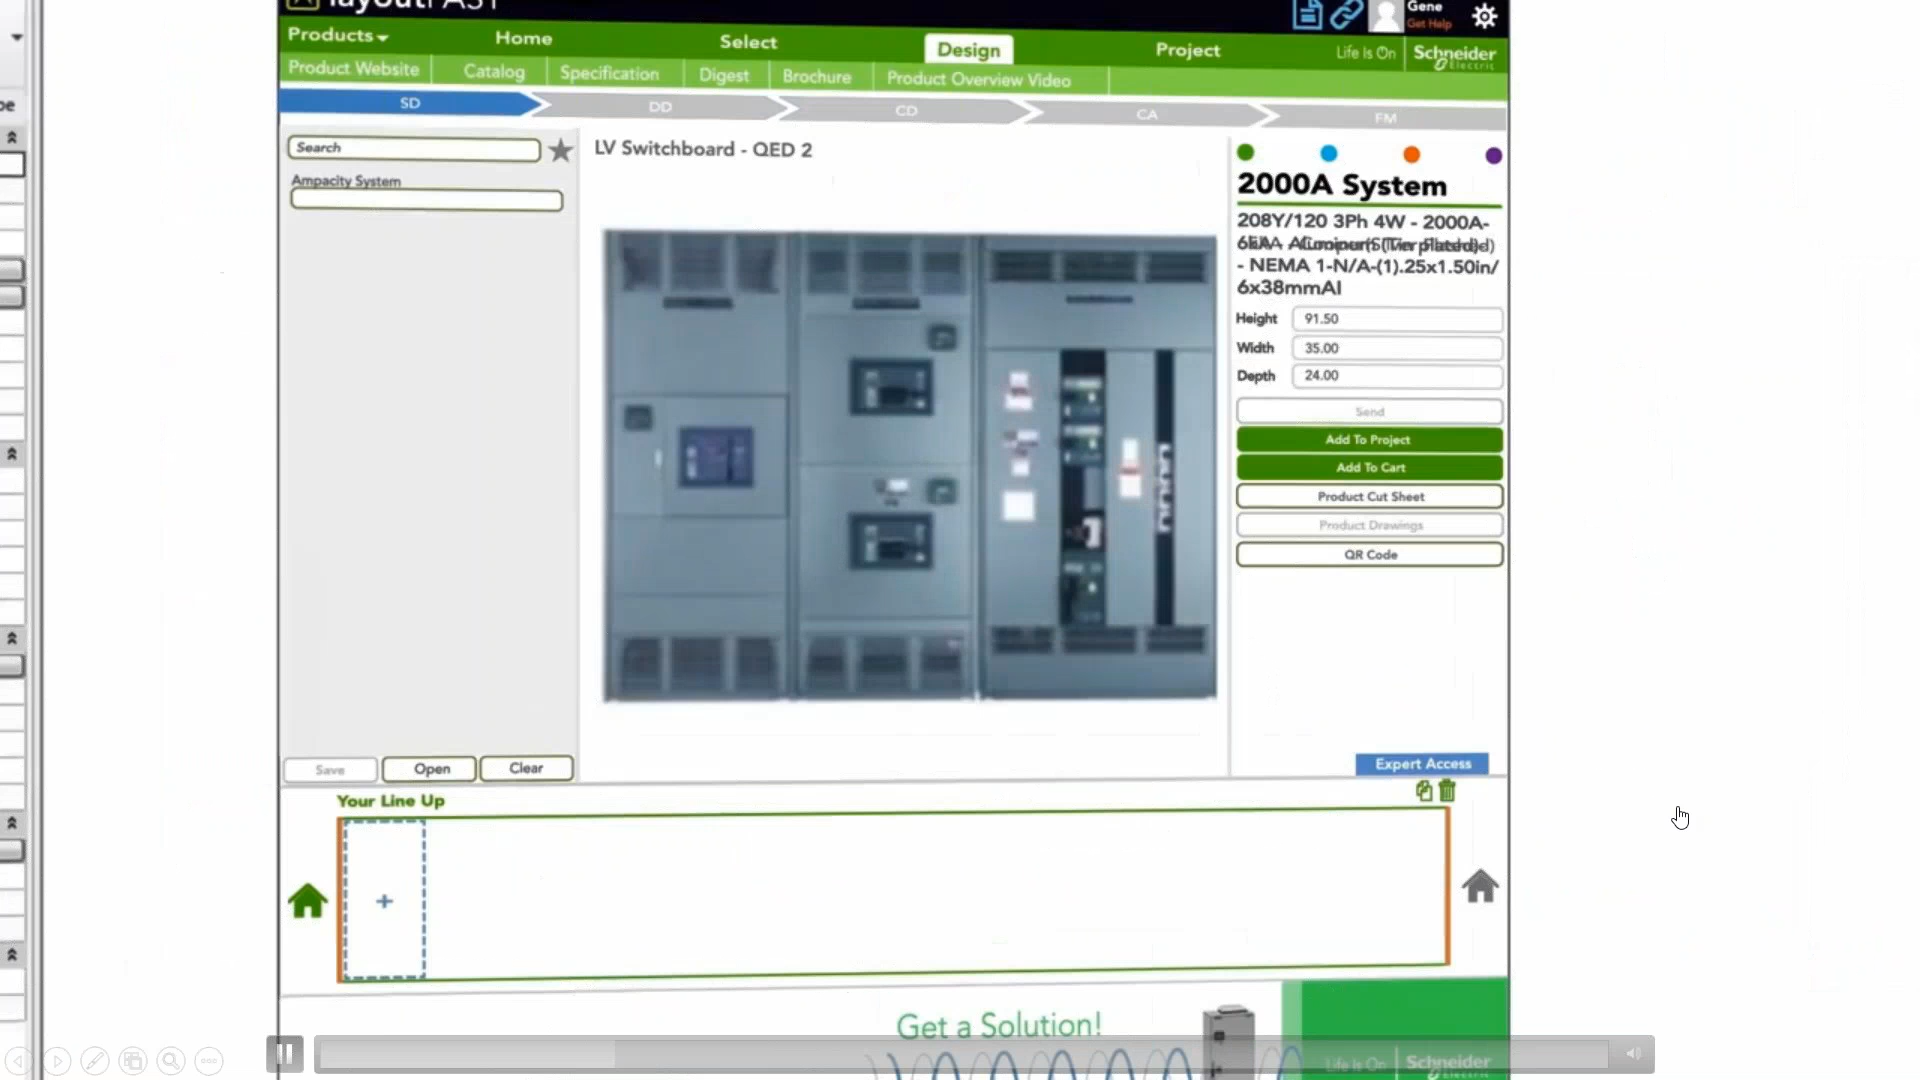 layoutFAST
Gene
Get Help
Products
Home
Select
Design
Project
Life Is On
Schneider
Electric
Product Website
Catalog
Specification
Digest
Brochure
Product Overview Video
SD
DD
CD
CA
FM
Search
Ampacity System
LV Switchboard - QED 2
2000A System
208Y/120 3Ph 4W - 2000A-
- NEMA 1-N/A-(1).25x1.50in/
6x38mmAl
Height
91.50
Width
35.00
Depth
24.00
Send
Add To Project
Add To Cart
Product Cut Sheet
Product Drawings
QR Code
Save
Open
Clear
Expert Access
Your Line Up
+
Get a Solution!
Life Is On
Schneider
Electric